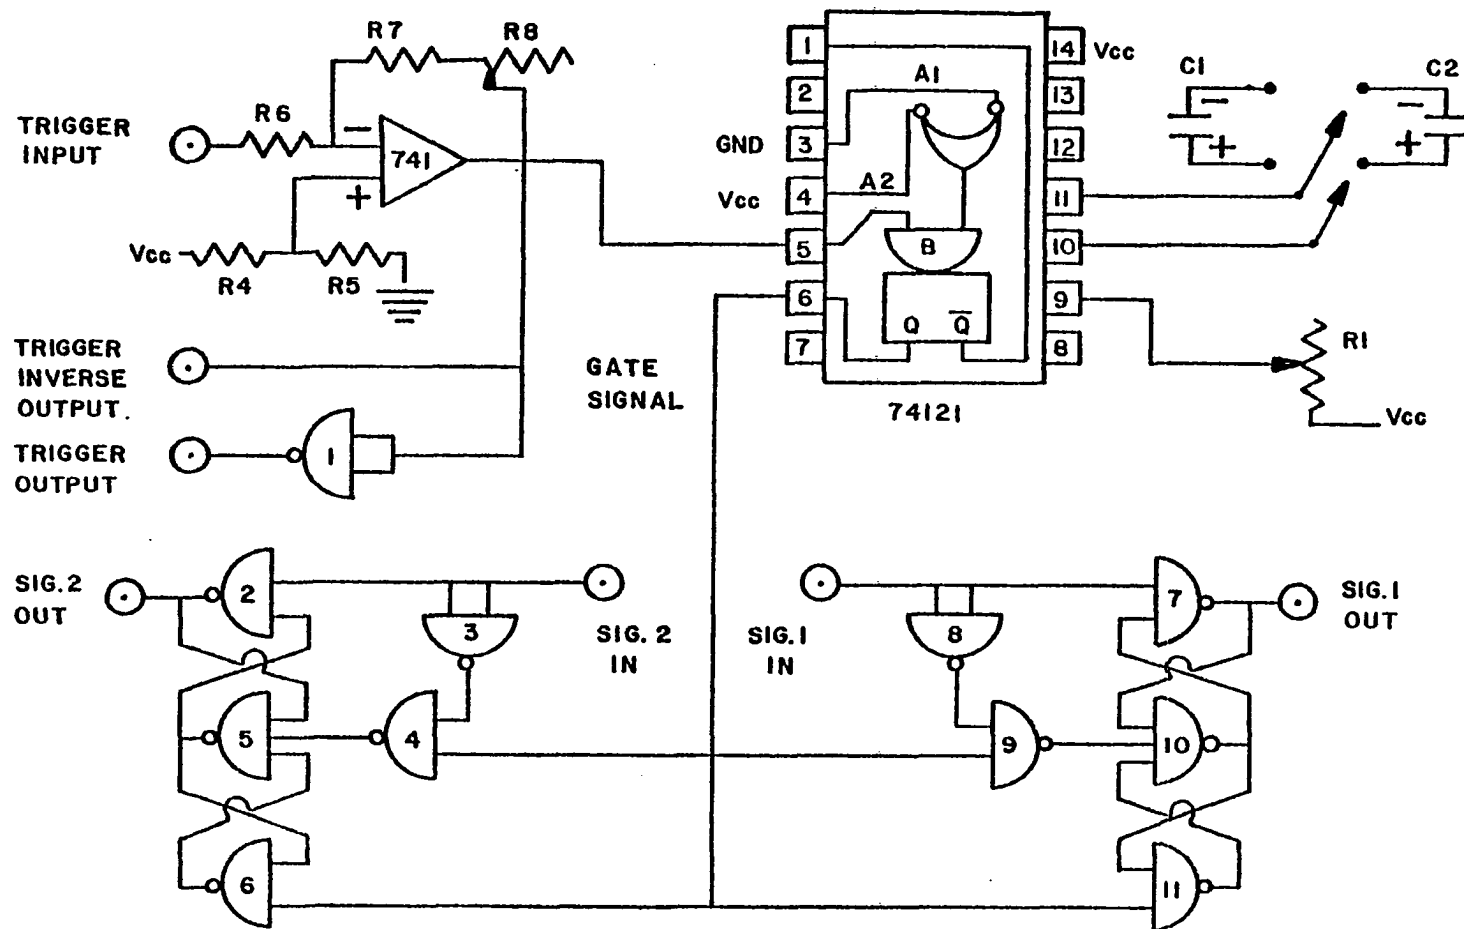 R7
R8
R6
TRIGGER
INPUT
−
741
+
Vcc
R4
R5
TRIGGER
INVERSE
OUTPUT.
TRIGGER
OUTPUT
1
GATE
SIGNAL
1
2
GND 3
Vcc 4
5
6
7
A1
A2
B
Q Q̅
14 Vcc
13
12
11
10
9
8
74121
C1
−
+
C2
−
+
R1
Vcc
SIG. 2
OUT
2
3
SIG. 2
IN
5
4
6
SIG. 1
IN
8
7
SIG. 1
OUT
9
10
11